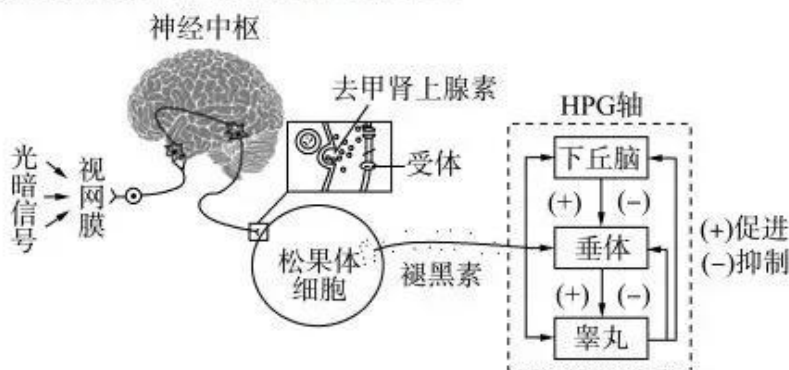 神经中枢
去甲肾上腺素
受体
光暗信号
视网膜
松果体
细胞
褪黑素
HPG轴
下丘脑
(+) (-)
垂体
(+) (-)
睾丸
(+)促进
(-)抑制